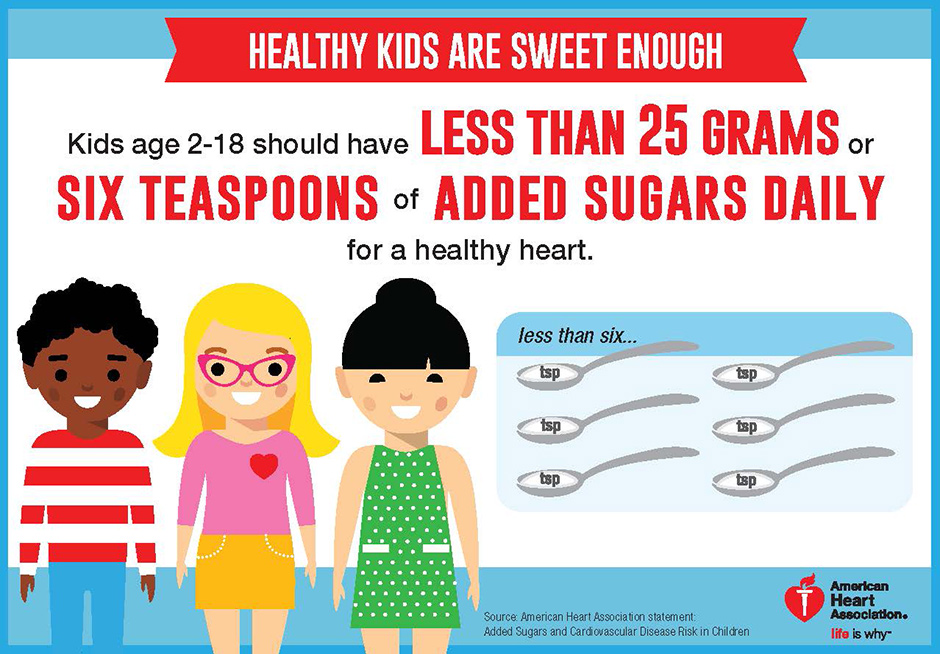 HEALTHY KIDS ARE SWEET ENOUGH
Kids age 2-18 should have LESS THAN 25 GRAMS or
SIX TEASPOONS of ADDED SUGARS DAILY
for a healthy heart.
less than six...
tsp tsp
tsp tsp
tsp tsp
Source: American Heart Association statement:
Added Sugars and Cardiovascular Disease Risk in Children
American
Heart
Association®
life is why™